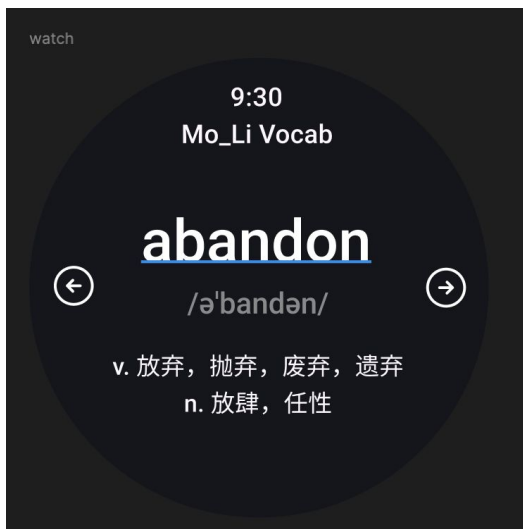 watch
9:30
Mo_Li Vocab
abandon
/ə'bandən/
v. 放弃，抛弃，废弃，遗弃
n. 放肆，任性